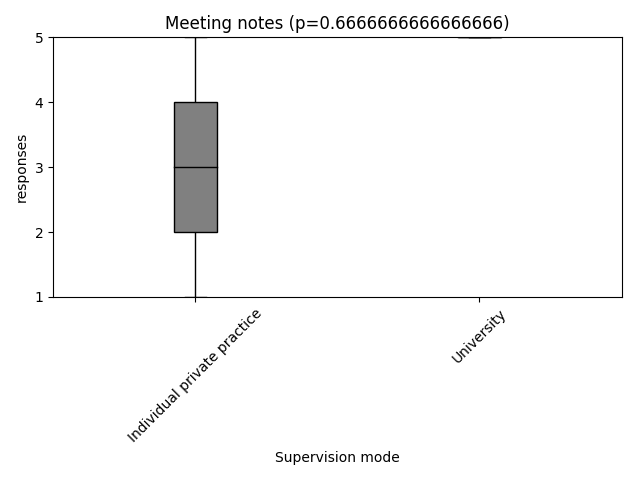 Meeting notes (p=0.6666666666666666)
5
4
3
2
1
responses
Individual private practice
University
Supervision mode